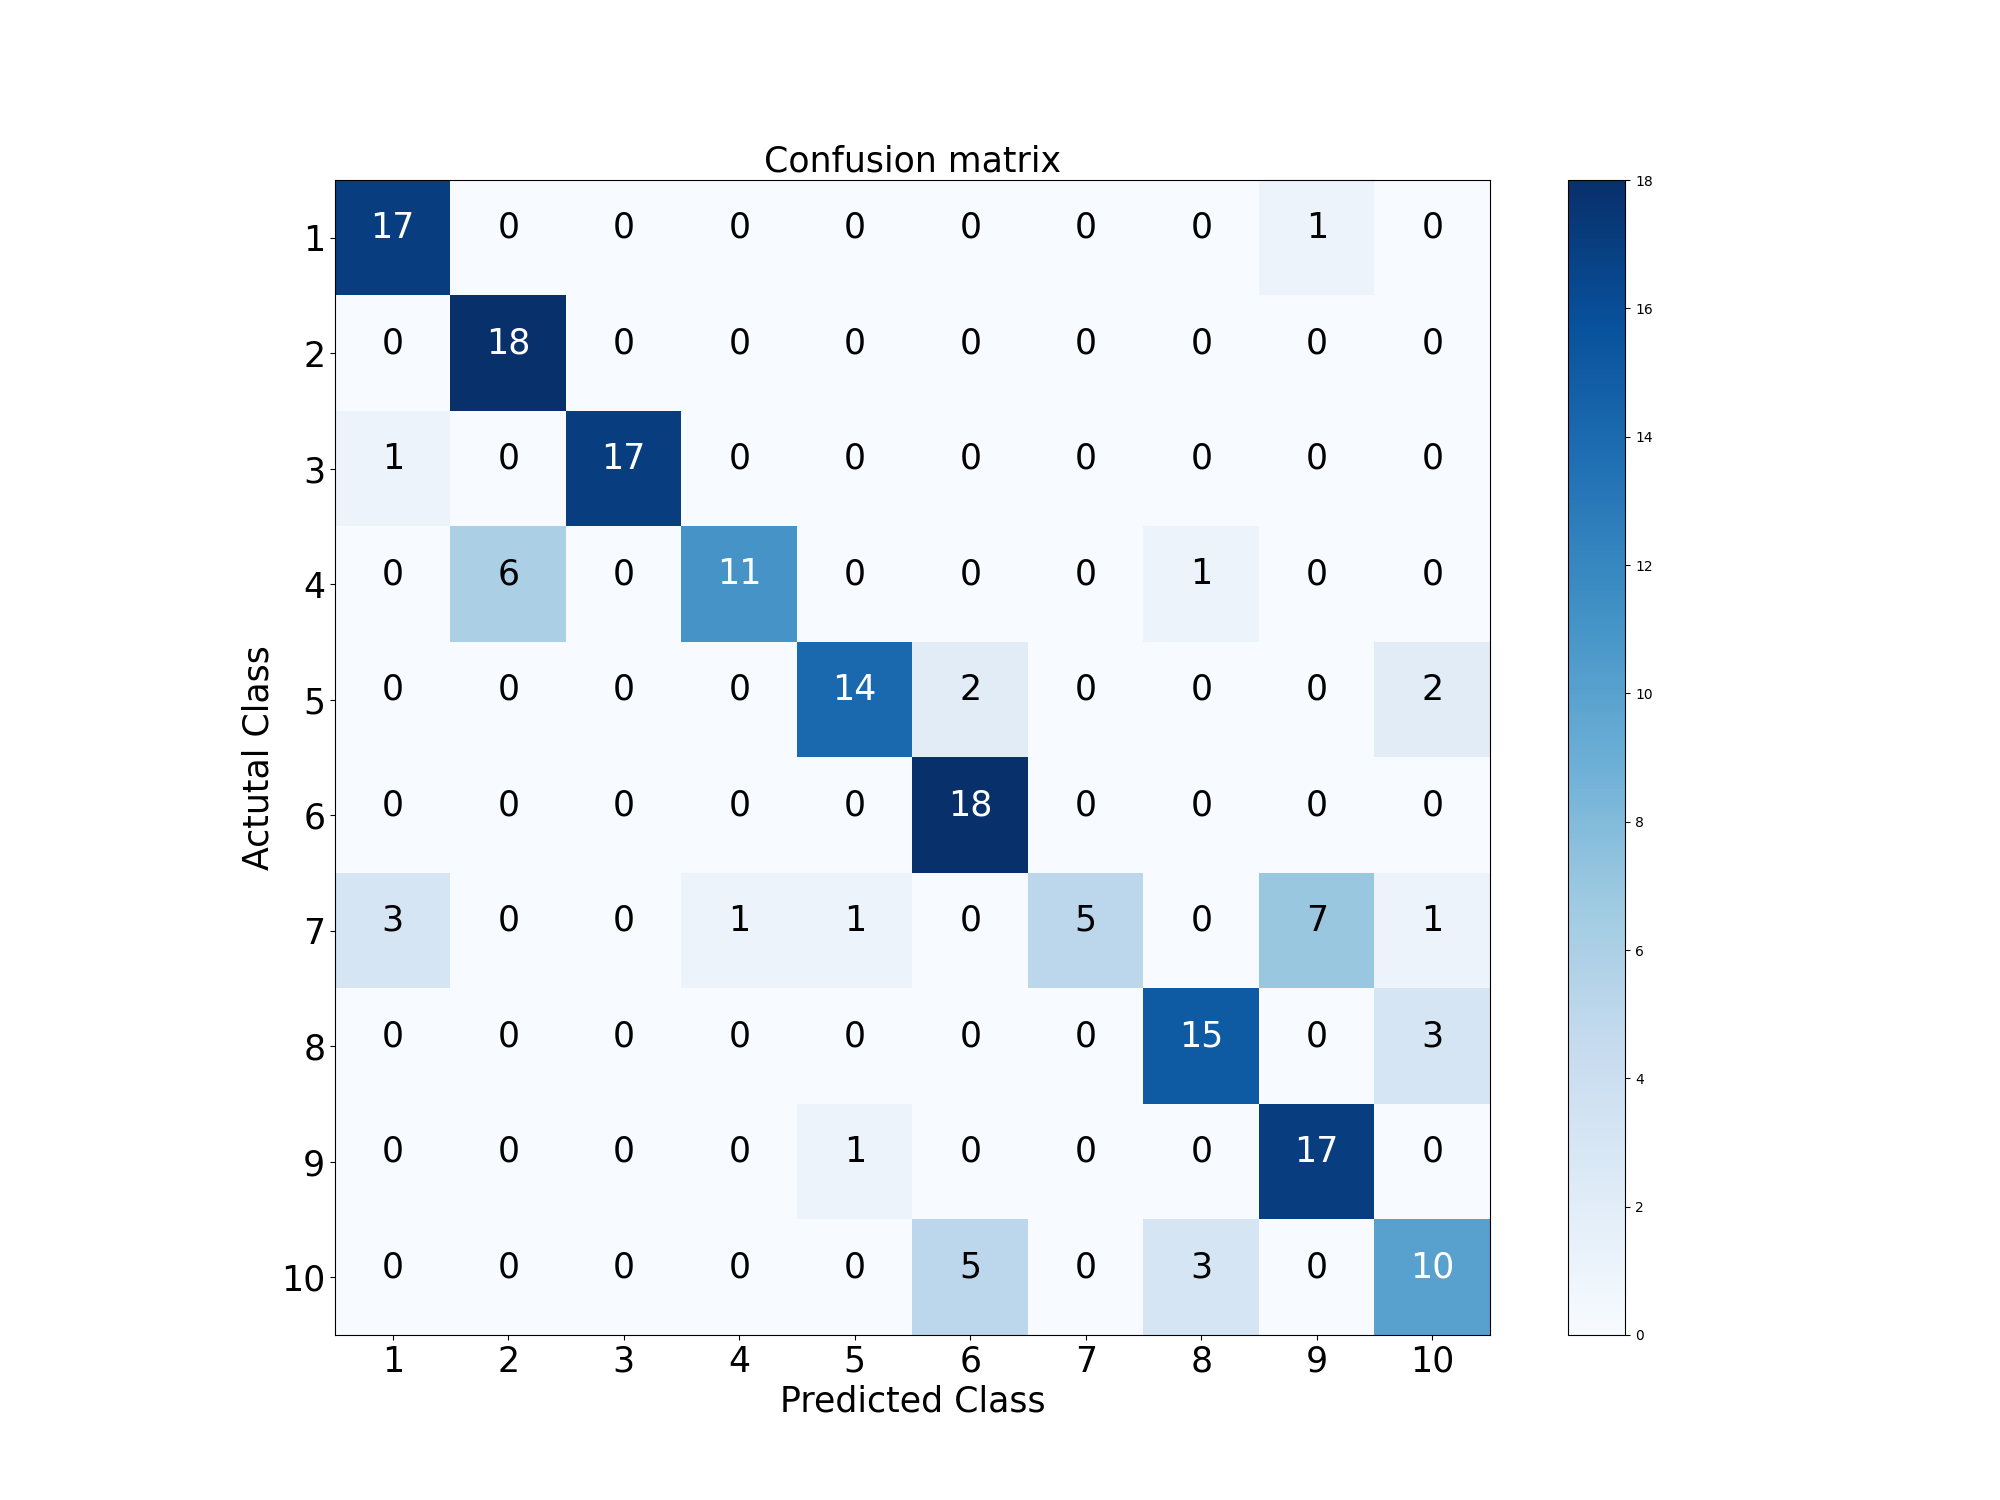 Confusion matrix
1 17 0 0 0 0 0 0 0 1 0
2 0 18 0 0 0 0 0 0 0 0
3 1 0 17 0 0 0 0 0 0 0
4 0 6 0 11 0 0 0 1 0 0
5 0 0 0 0 14 2 0 0 0 2
6 0 0 0 0 0 18 0 0 0 0
7 3 0 0 1 1 0 5 0 7 1
8 0 0 0 0 0 0 0 15 0 3
9 0 0 0 0 1 0 0 0 17 0
10 0 0 0 0 0 5 0 3 0 10
1 2 3 4 5 6 7 8 9 10
Predicted Class
Actutal Class
18
16
14
12
10
8
6
4
2
0